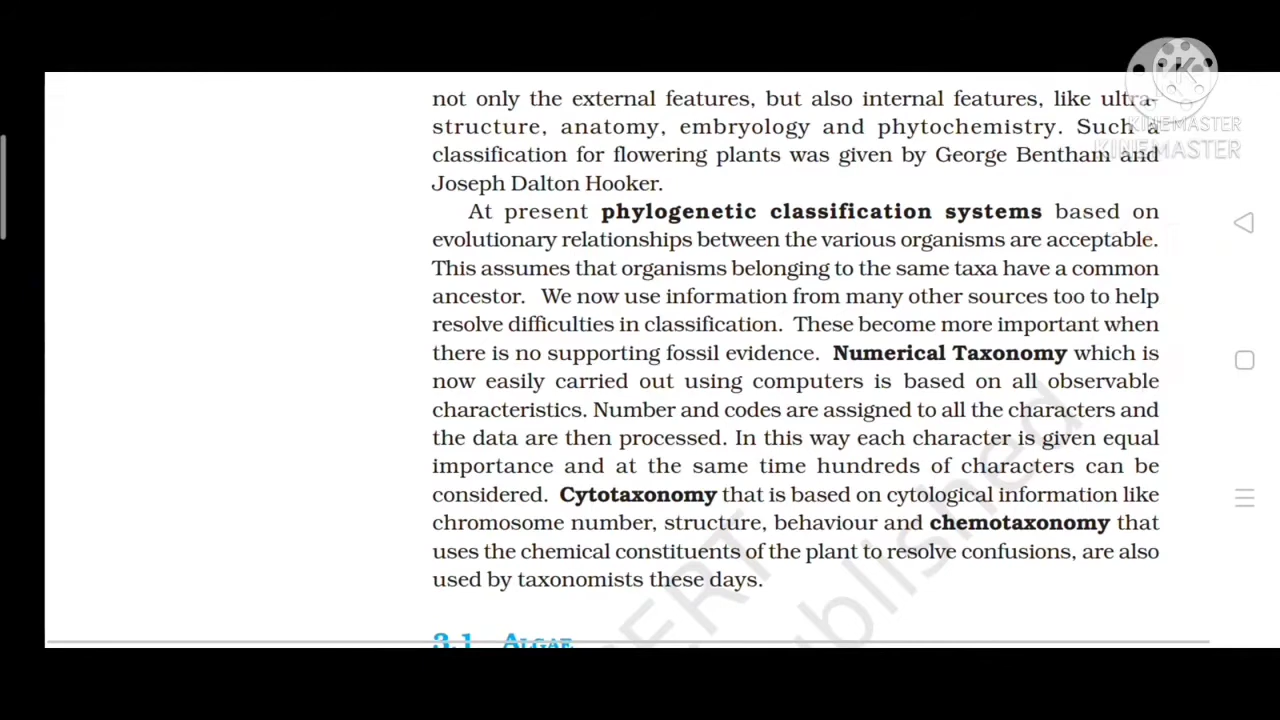 KINEMASTER
KINEMASTER
not only the external features, but also internal features, like ultra-
structure, anatomy, embryology and phytochemistry. Such a
classification for flowering plants was given by George Bentham and
Joseph Dalton Hooker.
At present phylogenetic classification systems based on
evolutionary relationships between the various organisms are acceptable.
This assumes that organisms belonging to the same taxa have a common
ancestor. We now use information from many other sources too to help
resolve difficulties in classification. These become more important when
there is no supporting fossil evidence. Numerical Taxonomy which is
now easily carried out using computers is based on all observable
characteristics. Number and codes are assigned to all the characters and
the data are then processed. In this way each character is given equal
importance and at the same time hundreds of characters can be
considered. Cytotaxonomy that is based on cytological information like
chromosome number, structure, behaviour and chemotaxonomy that
uses the chemical constituents of the plant to resolve confusions, are also
used by taxonomists these days.
3.1 ALGAE